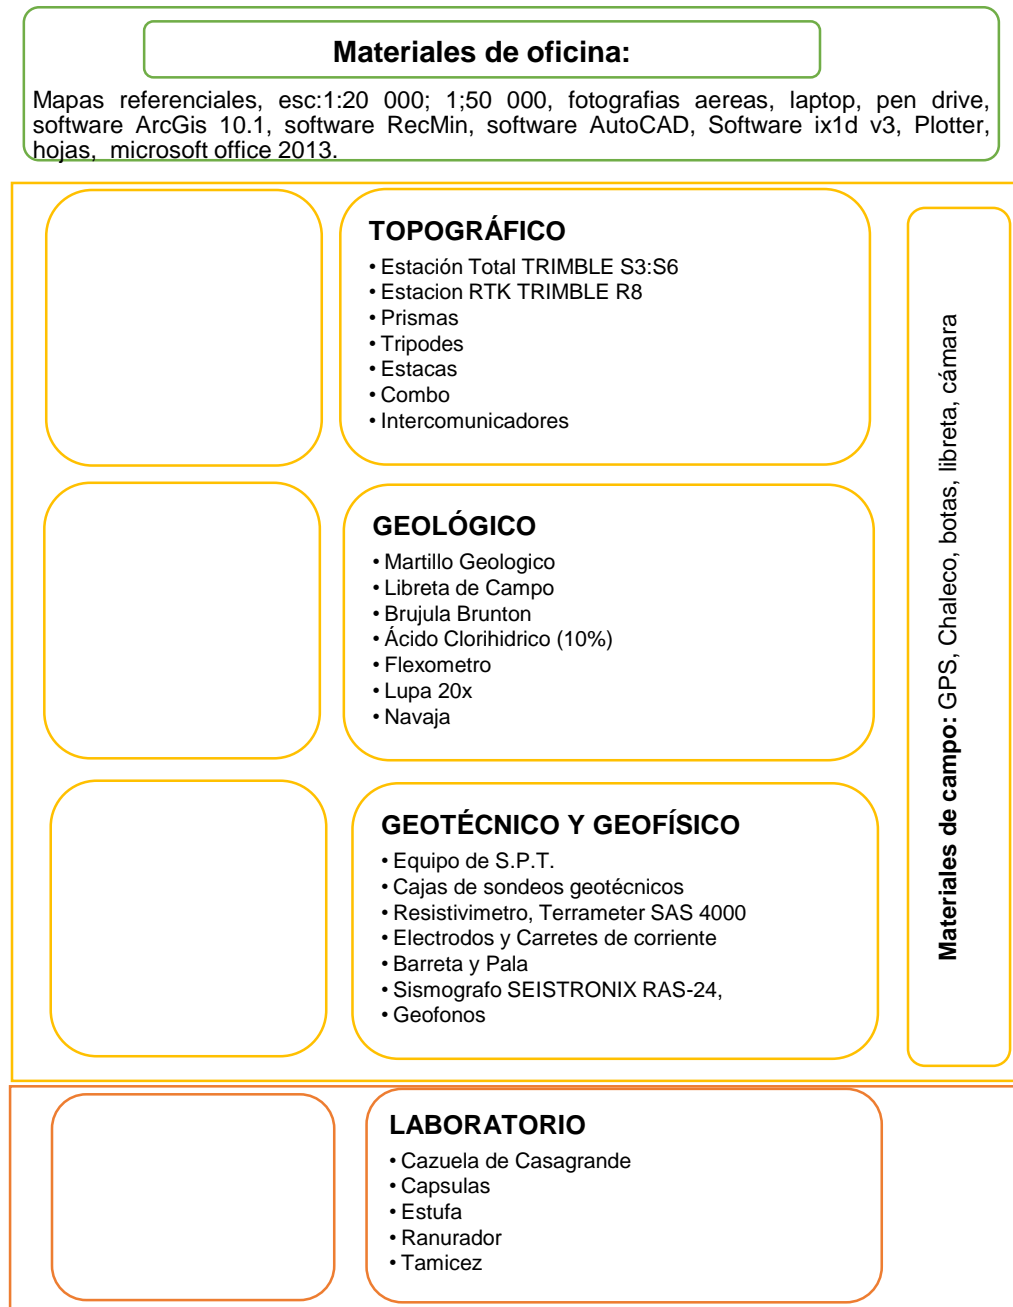 Materiales de oficina:
Mapas referenciales, esc:1:20 000; 1;50 000, fotografias aereas, laptop, pen drive,
software ArcGis 10.1, software RecMin, software AutoCAD, Software ix1d v3, Plotter,
hojas, microsoft office 2013.
TOPOGRÁFICO
• Estación Total TRIMBLE S3:S6
• Estacion RTK TRIMBLE R8
• Prismas
• Tripodes
• Estacas
• Combo
• Intercomunicadores
GEOLÓGICO
• Martillo Geologico
• Libreta de Campo
• Brujula Brunton
• Ácido Clorihidrico (10%)
• Flexometro
• Lupa 20x
• Navaja
GEOTÉCNICO Y GEOFÍSICO
• Equipo de S.P.T.
• Cajas de sondeos geotécnicos
• Resistivimetro, Terrameter SAS 4000
• Electrodos y Carretes de corriente
• Barreta y Pala
• Sismografo SEISTRONIX RAS-24,
• Geofonos
Materiales de campo: GPS, Chaleco, botas, libreta, cámara
LABORATORIO
• Cazuela de Casagrande
• Capsulas
• Estufa
• Ranurador
• Tamicez